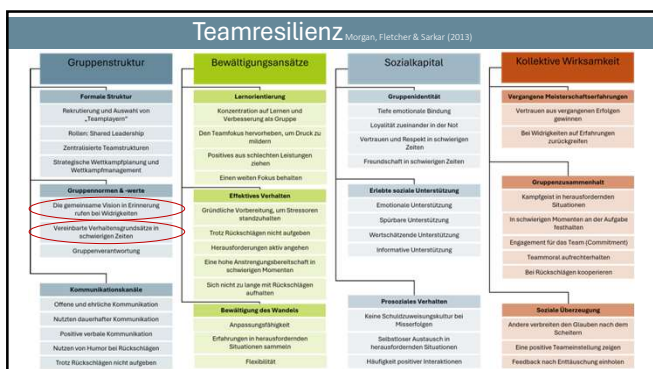 Teamresilienz Morgan, Fletcher & Sarkar (2013)
Gruppenstruktur
Formale Struktur
Rekrutierung und Auswahl von
„Teamplayern“
Rollen: Shared Leadership
Zentralisierte Teamstrukturen
Strategische Wettkampfplanung und
Wettkampfmanagement
Gruppennormen & -werte
Die gemeinsame Vision in Erinnerung
rufen bei Widrigkeiten
Vereinbarte Verhaltensgrundsätze in
schwierigen Zeiten
Gruppenverantwortung
Kommunikationskanäle
Offene und ehrliche Kommunikation
Nutzten dauerhafter Kommunikation
Positive verbale Kommunikation
Nutzen von Humor bei Rückschlägen
Trotz Rückschlägen nicht aufgeben
Bewältigungsansätze
Lernorientierung
Konzentration auf Lernen und
Verbesserung als Gruppe
Den Teamfokus hervorheben, um Druck zu
mildern
Positives aus schlechten Leistungen
ziehen
Einen weiten Fokus behalten
Effektives Verhalten
Gründliche Vorbereitung, um Stressoren
standzuhalten
Trotz Rückschlägen nicht aufgeben
Herausforderungen aktiv angehen
Eine hohe Anstrengungsbereitschaft in
schwierigen Momenten
Sich nicht zu lange mit Rückschlägen
aufhalten
Bewältigung des Wandels
Anpassungsfähigkeit
Erfahrungen in herausfordernden
Situationen sammeln
Flexibilität
Sozialkapital
Gruppenidentität
Tiefe emotionale Bindung
Loyalität zueinander in der Not
Vertrauen und Respekt in schwierigen
Zeiten
Freundschaft in schwierigen Zeiten
Erlebte soziale Unterstützung
Emotionale Unterstützung
Spürbare Unterstützung
Wertschätzende Unterstützung
Informative Unterstützung
Prosoziales Verhalten
Keine Schuldzuweisungskultur bei
Misserfolgen
Selbstloser Austausch in
herausfordernden Situationen
Häufigkeit positiver Interaktionen
Kollektive Wirksamkeit
Vergangene Meisterschaftserfahrungen
Vertrauen aus vergangenen Erfolgen
gewinnen
Bei Widrigkeiten auf Erfahrungen
zurückgreifen
Gruppenzusammenhalt
Kampfgeist in herausfordernden
Situationen
In schwierigen Momenten an der Aufgabe
festhalten
Engagement für das Team (Commitment)
Teammoral aufrechterhalten
Bei Rückschlägen kooperieren
Soziale Überzeugung
Andere verbreiten den Glauben nach dem
Scheitern
Eine positive Teameinstellung zeigen
Feedback nach Enttäuschung einholen